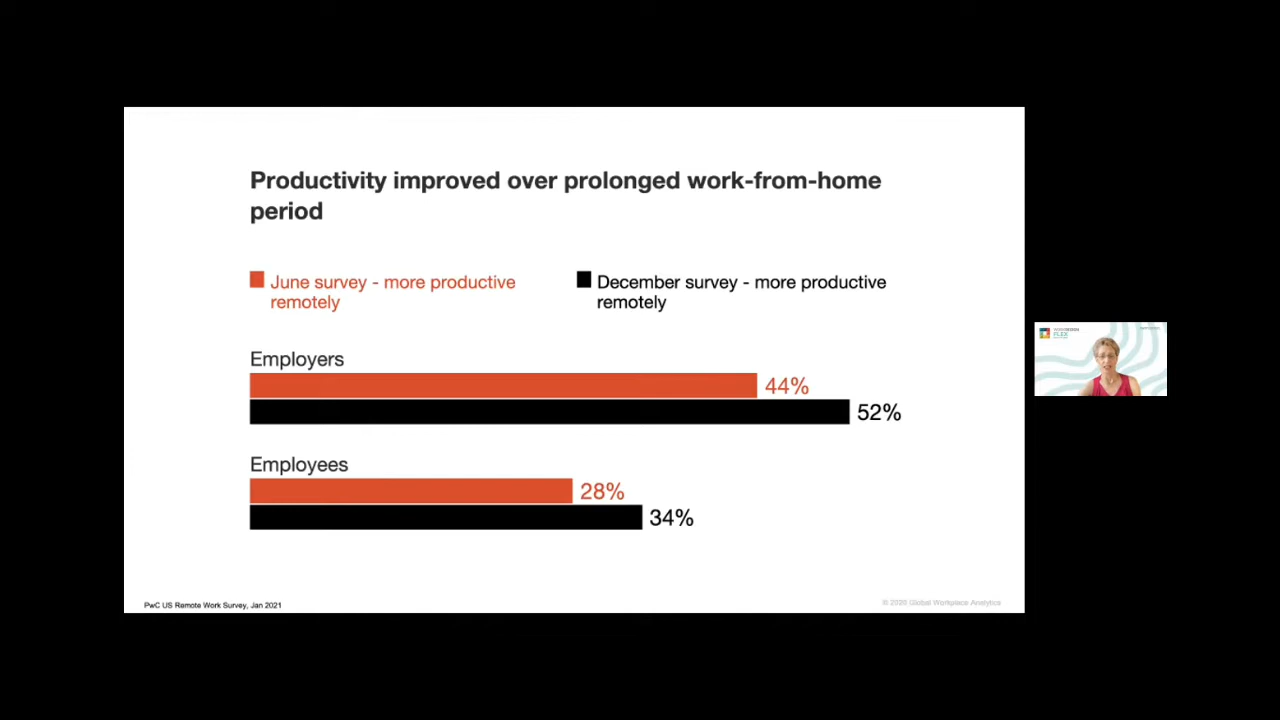 Productivity improved over prolonged work-from-home
period
June survey - more productive
remotely
December survey - more productive
remotely
Employers
44%
52%
Employees
28%
34%
PwC US Remote Work Survey, Jan 2021
© 2020 Global Workplace Analytics
FLEX